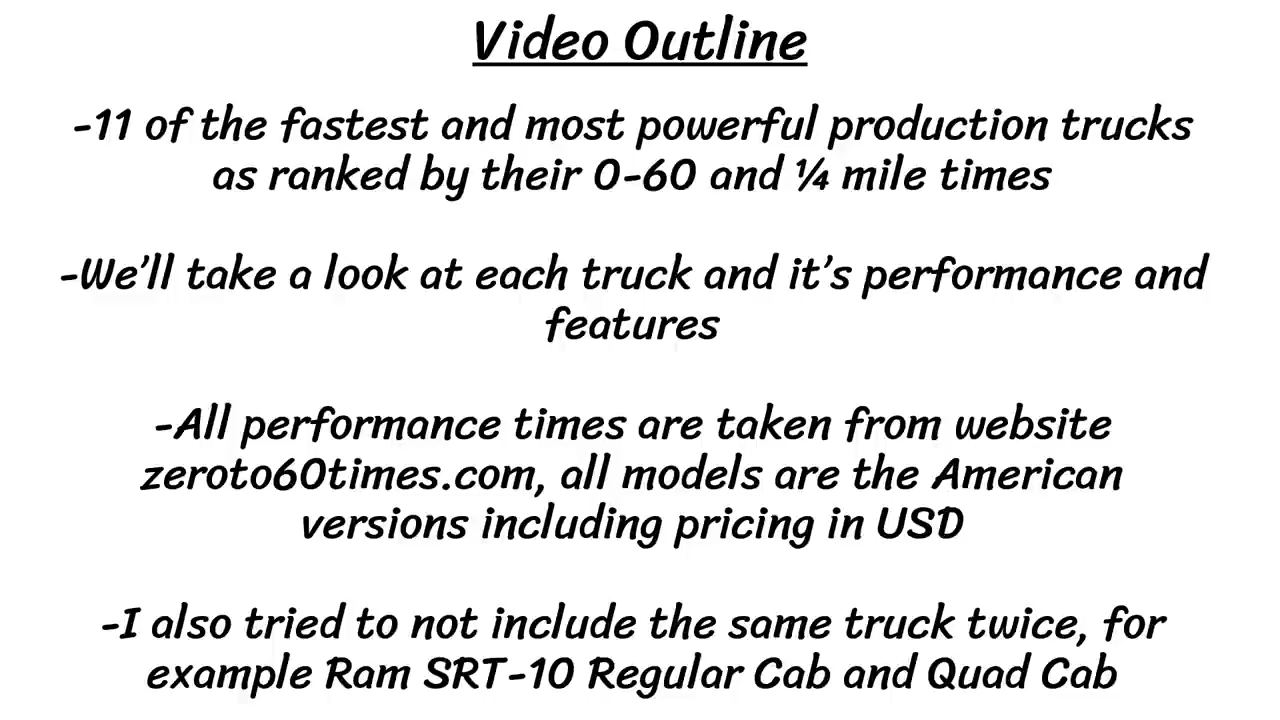 Video Outline
-11 of the fastest and most powerful production trucks
as ranked by their 0-60 and ¼ mile times
-We'll take a look at each truck and it's performance and
features
-All performance times are taken from website
zeroto60times.com, all models are the American
versions including pricing in USD
-I also tried to not include the same truck twice, for
example Ram SRT-10 Regular Cab and Quad Cab